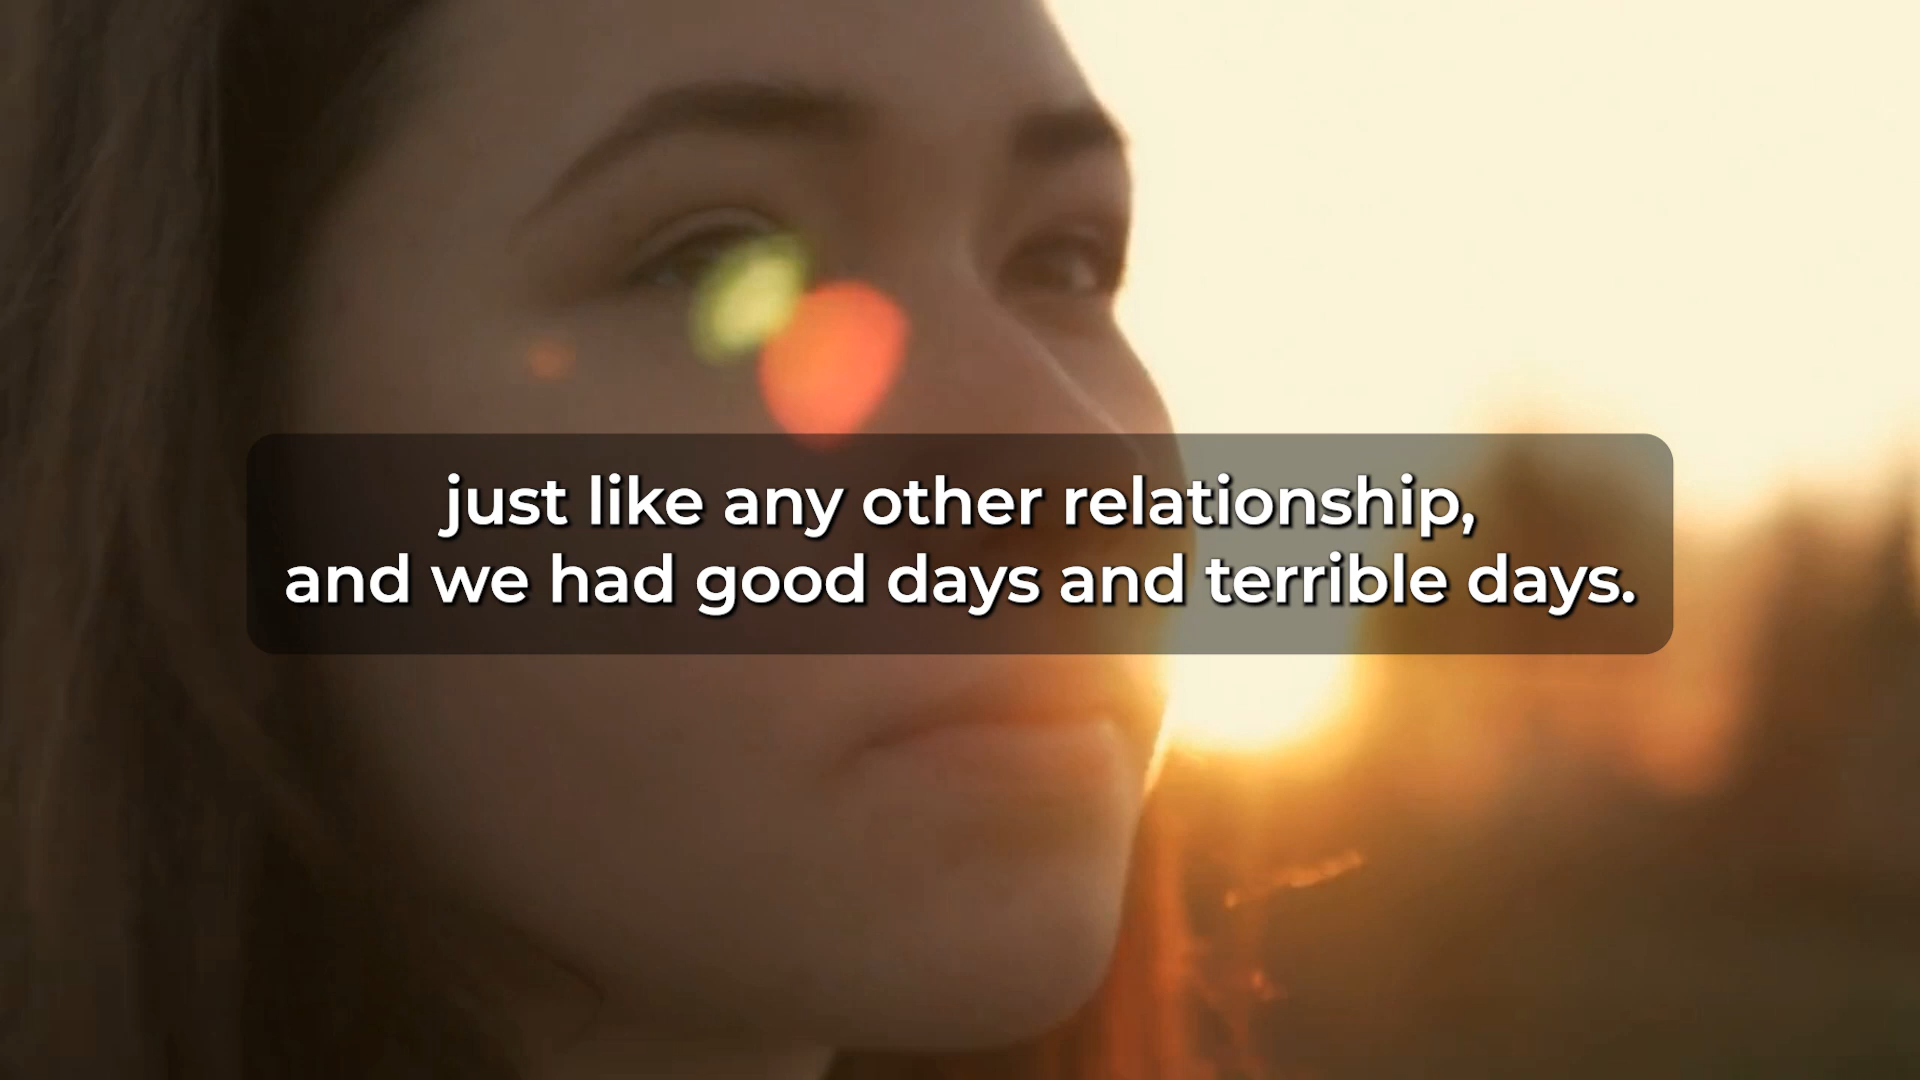 just like any other relationship,
and we had good days and terrible days.